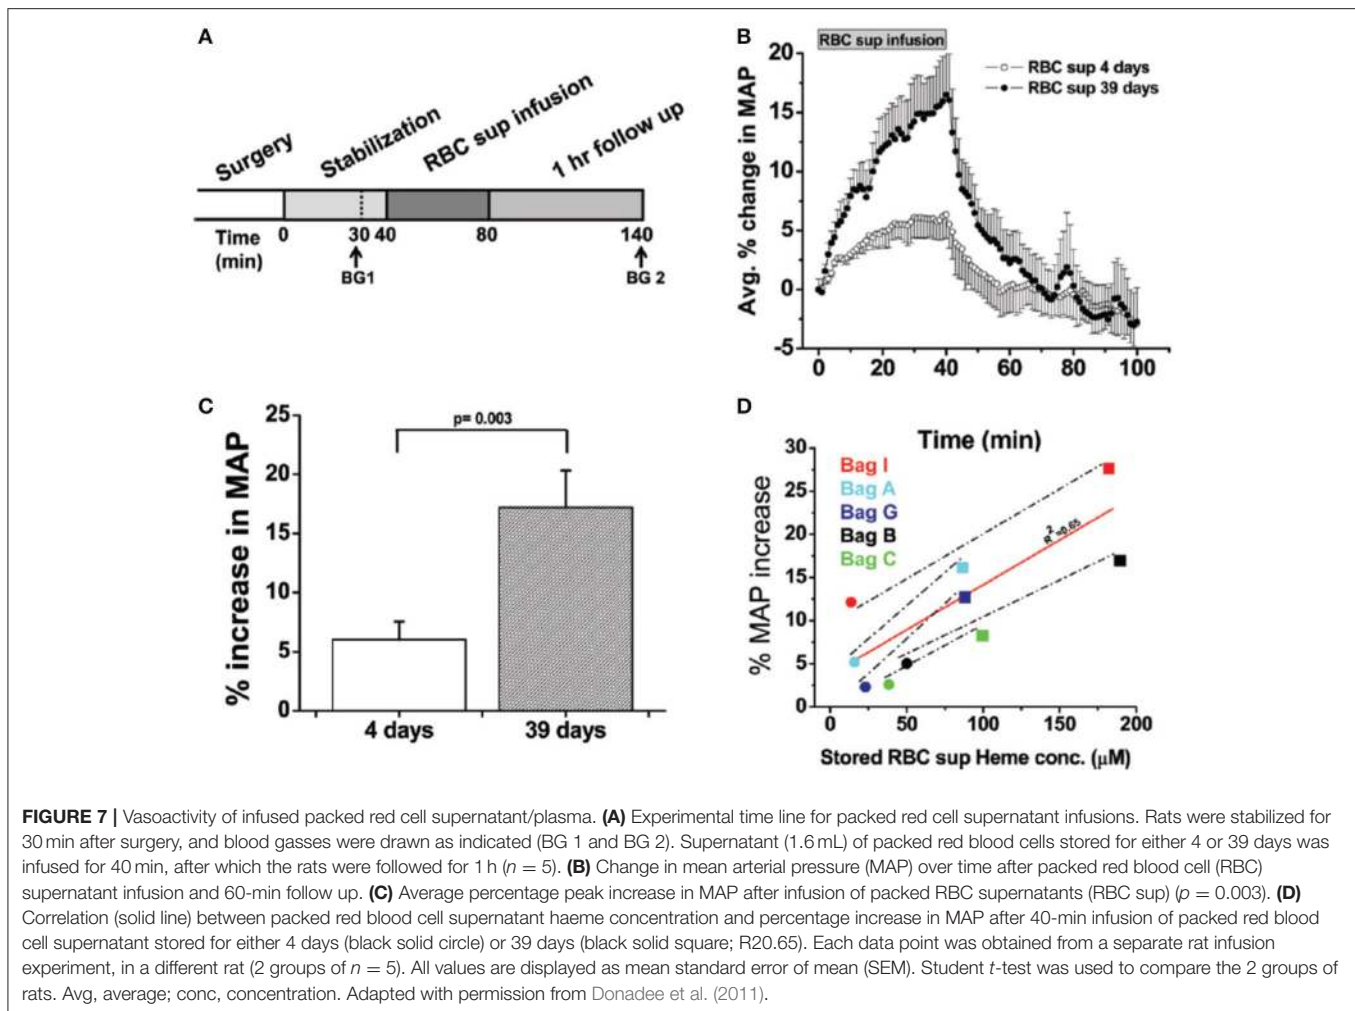 A
Surgery
Stabilization
RBC sup infusion
1 hr follow up
Time
(min)
0
30
40
80
140
BG1
BG 2
B
RBC sup infusion
RBC sup 4 days
RBC sup 39 days
Avg. % change in MAP
20
15
10
5
0
-5
0
20
40
60
80
100
Time (min)
C
% increase in MAP
25
20
15
10
5
0
p= 0.003
4 days
39 days
D
% MAP increase
30
25
20
15
10
5
0
Bag I
Bag A
Bag G
Bag B
Bag C
R²=0.65
0
50
100
150
200
Stored RBC sup Heme conc. (μM)
FIGURE 7 | Vasoactivity of infused packed red cell supernatant/plasma. (A) Experimental time line for packed red cell supernatant infusions. Rats were stabilized for
30 min after surgery, and blood gasses were drawn as indicated (BG 1 and BG 2). Supernatant (1.6 mL) of packed red blood cells stored for either 4 or 39 days was
infused for 40 min, after which the rats were followed for 1 h (n = 5). (B) Change in mean arterial pressure (MAP) over time after packed red blood cell (RBC)
supernatant infusion and 60-min follow up. (C) Average percentage peak increase in MAP after infusion of packed RBC supernatants (RBC sup) (p = 0.003). (D)
Correlation (solid line) between packed red blood cell supernatant haeme concentration and percentage increase in MAP after 40-min infusion of packed red blood
cell supernatant stored for either 4 days (black solid circle) or 39 days (black solid square; R20.65). Each data point was obtained from a separate rat infusion
experiment, in a different rat (2 groups of n = 5). All values are displayed as mean standard error of mean (SEM). Student t-test was used to compare the 2 groups of
rats. Avg, average; conc, concentration. Adapted with permission from Donadee et al. (2011).